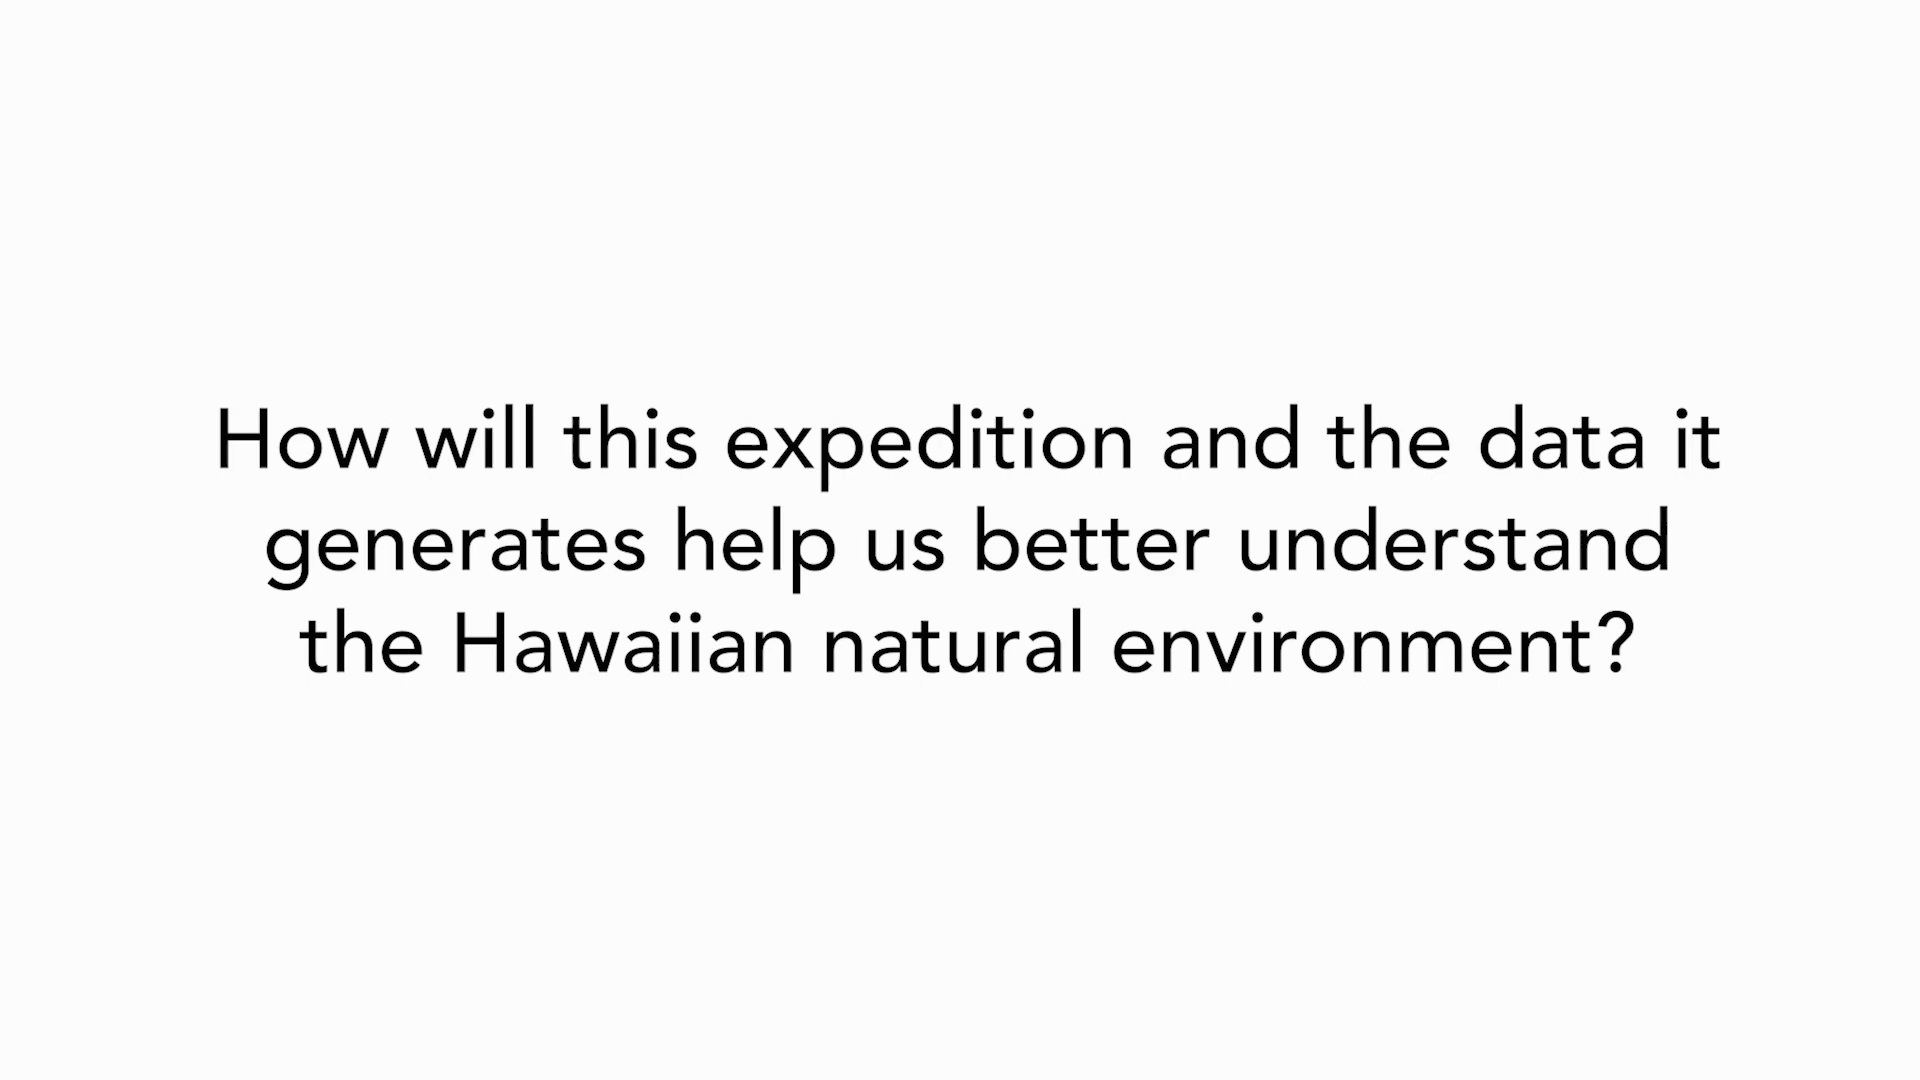 How will this expedition and the data it
generates help us better understand
the Hawaiian natural environment?